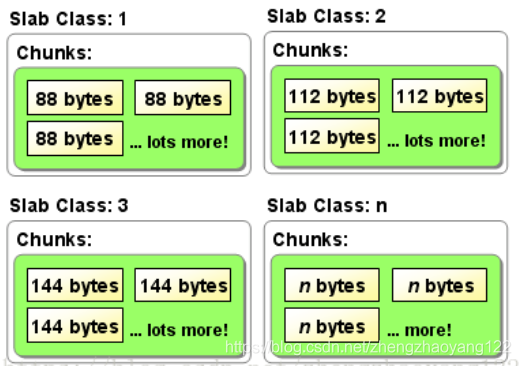 Slab Class: 1
Chunks:
88 bytes 88 bytes
88 bytes ... lots more!
Slab Class: 2
Chunks:
112 bytes 112 bytes
112 bytes ... lots more!
Slab Class: 3
Chunks:
144 bytes 144 bytes
144 bytes ... lots more!
Slab Class: n
Chunks:
n bytes n bytes
n bytes ... more!
https://blog.csdn.net/zhengzhaoyang122